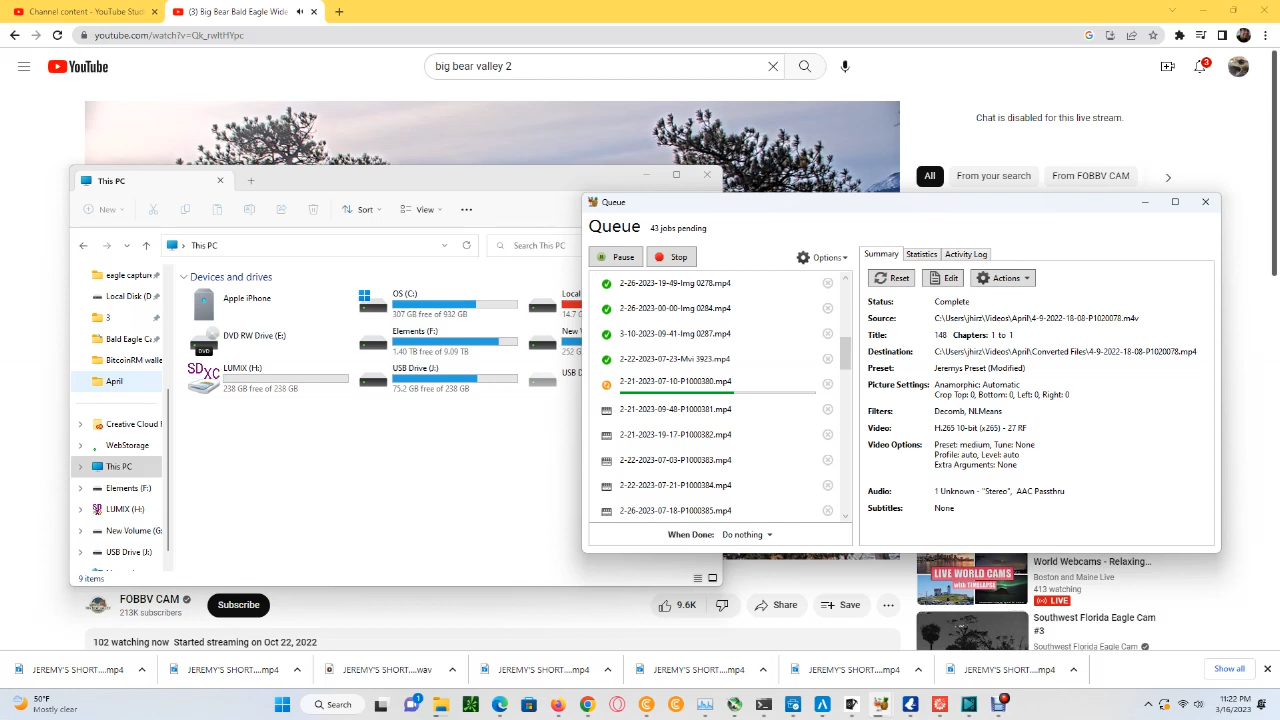 Channel content - YouTube Studio
(3) Big Bear Bald Eagle Wide
youtube.com/watch?v=Qk_rwItHYpc
YouTube
big bear valley 2
3
Chat is disabled for this live stream.
All
From your search
From FOBBV CAM
This PC
New
Sort
View
This PC
Search This PC
eagle capture
Local Disk (D
3
Bald Eagle Ca
BitcoinRM walle
April
Creative Cloud F
WebStorage
This PC
Elements (F:)
LUMIX (H:)
New Volume (G:
USB Drive (J:)
Devices and drives
Apple iPhone
OS (C:)
307 GB free of 932 GB
Local
14.7 G
DVD RW Drive (E:)
Elements (F:)
1.40 TB free of 9.09 TB
New V
252 G
LUMIX (H:)
238 GB free of 238 GB
USB Drive (J:)
75.2 GB free of 238 GB
USB D
9 items
Queue
Queue
43 jobs pending
Pause
Stop
Options
2-26-2023-19-49-Img 0278.mp4
2-26-2023-00-00-Img 0284.mp4
3-10-2023-09-41-Img 0287.mp4
2-22-2023-07-23-Mvi 3923.mp4
2-21-2023-07-10-P1000380.mp4
2-21-2023-09-48-P1000381.mp4
2-21-2023-19-17-P1000382.mp4
2-22-2023-07-03-P1000383.mp4
2-22-2023-07-21-P1000384.mp4
2-26-2023-07-18-P1000385.mp4
When Done: Do nothing
Summary
Statistics
Activity Log
Reset
Edit
Actions
Status: Complete
Source: C:\Users\jhirz\Videos\April\4-9-2022-18-08-P1020078.m4v
Title: 148 Chapters: 1 to 1
Destination: C:\Users\jhirz\Videos\April\Converted Files\4-9-2022-18-08-P1020078.mp4
Preset: Jeremys Preset (Modified)
Picture Settings: Anamorphic: Automatic
Crop Top: 0, Bottom: 0, Left: 0, Right: 0
Filters: Decomb, NLMeans
Video: H.265 10-bit (x265) - 27 RF
Video Options: Preset: medium, Tune: None
Profile: auto, Level: auto
Extra Arguments: None
Audio: 1 Unknown - "Stereo", AAC Passthru
Subtitles: None
FOBBV CAM
213K subscribers
Subscribe
9.6K
Share
Save
102 watching now Started streaming on Oct 22, 2022
LIVE WORLD CAMS
with TIMELAPSE
World Webcams - Relaxing...
Boston and Maine Live
413 watching
LIVE
Southwest Florida Eagle Cam
#3
Southwest Florida Eagle Cam
JEREMY'S SHORT....mp4
JEREMY'S SHORT....mp4
JEREMY'S SHORT....wav
JEREMY'S SHORT....mp4
JEREMY'S SHORT....mp4
JEREMY'S SHORT....mp4
JEREMY'S SHORT....mp4
Show all
50°F
Mostly clear
Search
1
11:22 PM
3/16/2023